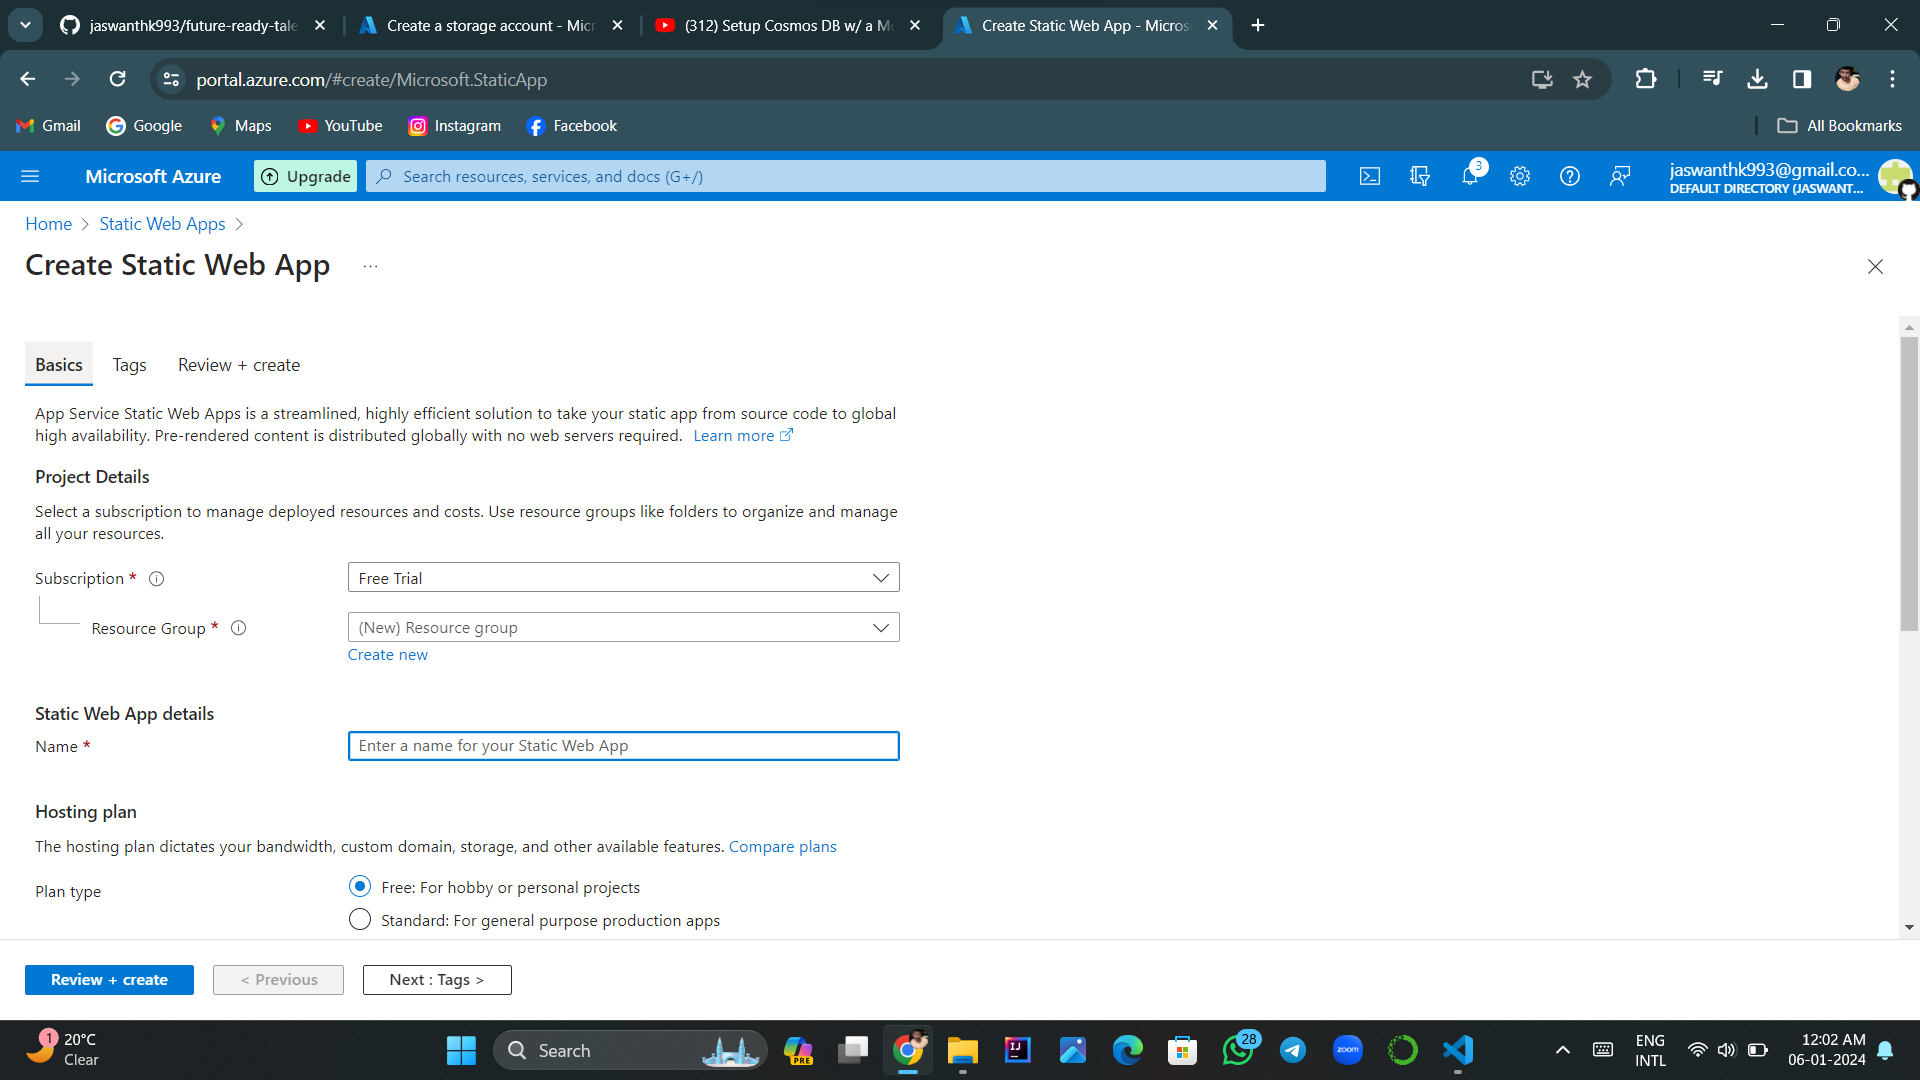 jaswanthk993/future-ready-tale
Create a storage account - Micr
(312) Setup Cosmos DB w/ a Mo
Create Static Web App - Micros
portal.azure.com/#create/Microsoft.StaticApp
Gmail
Google
Maps
YouTube
Instagram
Facebook
All Bookmarks
Microsoft Azure
Upgrade
Search resources, services, and docs (G+/)
3
jaswanthk993@gmail.co...
DEFAULT DIRECTORY (JASWANT...
Home > Static Web Apps >
Create Static Web App ...
Basics
Tags
Review + create
App Service Static Web Apps is a streamlined, highly efficient solution to take your static app from source code to global
high availability. Pre-rendered content is distributed globally with no web servers required. Learn more
Project Details
Select a subscription to manage deployed resources and costs. Use resource groups like folders to organize and manage
all your resources.
Subscription *
Free Trial
Resource Group *
(New) Resource group
Create new
Static Web App details
Name *
Enter a name for your Static Web App
Hosting plan
The hosting plan dictates your bandwidth, custom domain, storage, and other available features. Compare plans
Plan type
Free: For hobby or personal projects
Standard: For general purpose production apps
Review + create
< Previous
Next : Tags >
1
20°C
Clear
Search
PRE
IJ
28
zoom
ENG
INTL
12:02 AM
06-01-2024